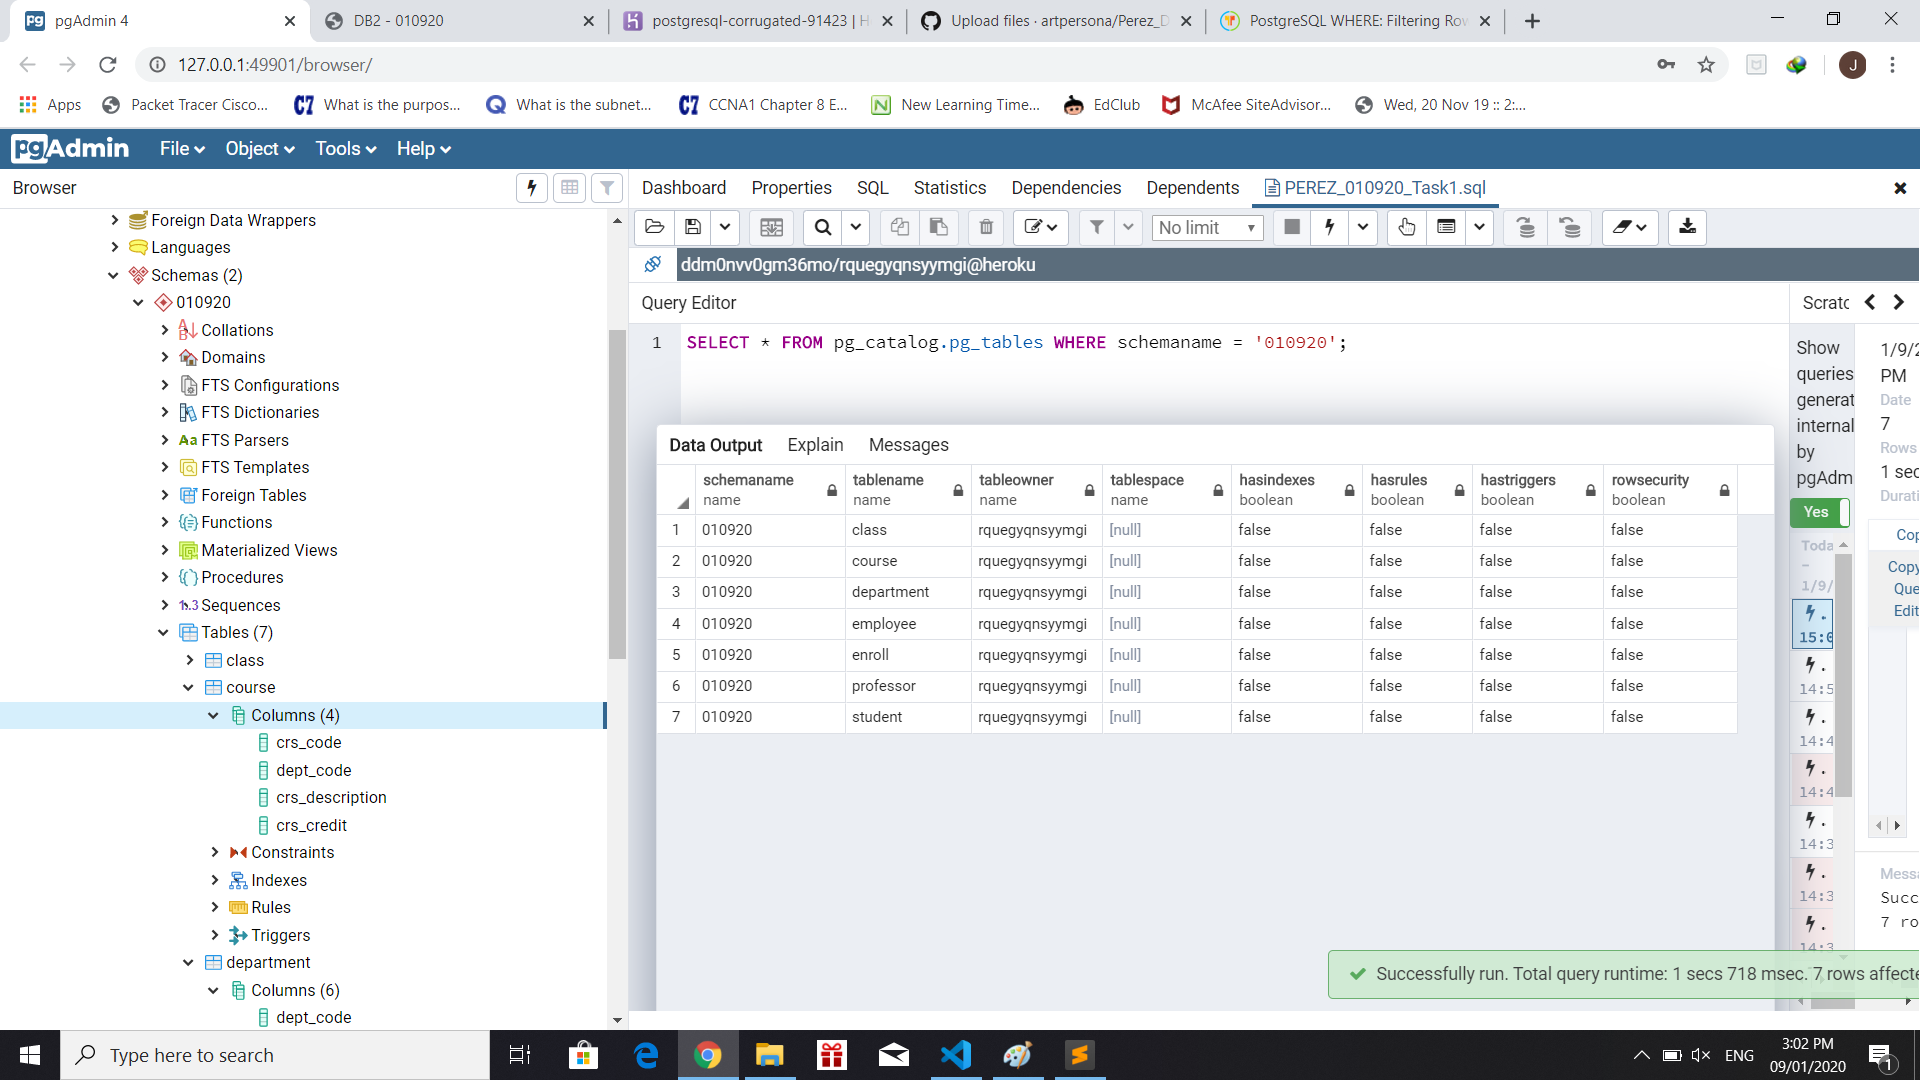 pgAdmin 4
DB2 - 010920
postgresql-corrugated-91423 | H
Upload files · artpersona/Perez_D
PostgreSQL WHERE: Filtering Rov
127.0.0.1:49901/browser/
J
Apps
Packet Tracer Cisco...
What is the purpos...
What is the subnet...
CCNA1 Chapter 8 E...
New Learning Time...
EdClub
McAfee SiteAdvisor...
Wed, 20 Nov 19 :: 2:...
pgAdmin
File
Object
Tools
Help
Browser
Dashboard
Properties
SQL
Statistics
Dependencies
Dependents
PEREZ_010920_Task1.sql
Foreign Data Wrappers
Languages
Schemas (2)
010920
Collations
Domains
FTS Configurations
FTS Dictionaries
Aa FTS Parsers
FTS Templates
Foreign Tables
Functions
Materialized Views
Procedures
1..3 Sequences
Tables (7)
class
course
Columns (4)
crs_code
dept_code
crs_description
crs_credit
Constraints
Indexes
Rules
Triggers
department
Columns (6)
dept_code
No limit
ddm0nvv0gm36mo/rquegyqnsyymgi@heroku
Query Editor
1 SELECT * FROM pg_catalog.pg_tables WHERE schemaname = '010920';
Data Output Explain Messages
schemaname tablename tableowner tablespace hasindexes hasrules hastriggers rowsecurity
name name name name boolean boolean boolean boolean
1 010920 class rquegyqnsyymgi [null] false false false false
2 010920 course rquegyqnsyymgi [null] false false false false
3 010920 department rquegyqnsyymgi [null] false false false false
4 010920 employee rquegyqnsyymgi [null] false false false false
5 010920 enroll rquegyqnsyymgi [null] false false false false
6 010920 professor rquegyqnsyymgi [null] false false false false
7 010920 student rquegyqnsyymgi [null] false false false false
Scratc
Show
queries
generat
internal
by
pgAdm
Yes
Toda
-
1/9/
15:0
14:5
14:4
14:4
14:3
14:3
14:3
1/9/2
PM
Date
7
Rows
1 sec
Durati
Cop
Copy
Que
Edit
Messa
Succ
7 ro
Successfully run. Total query runtime: 1 secs 718 msec. 7 rows affecte
Type here to search
ENG
3:02 PM
09/01/2020
1